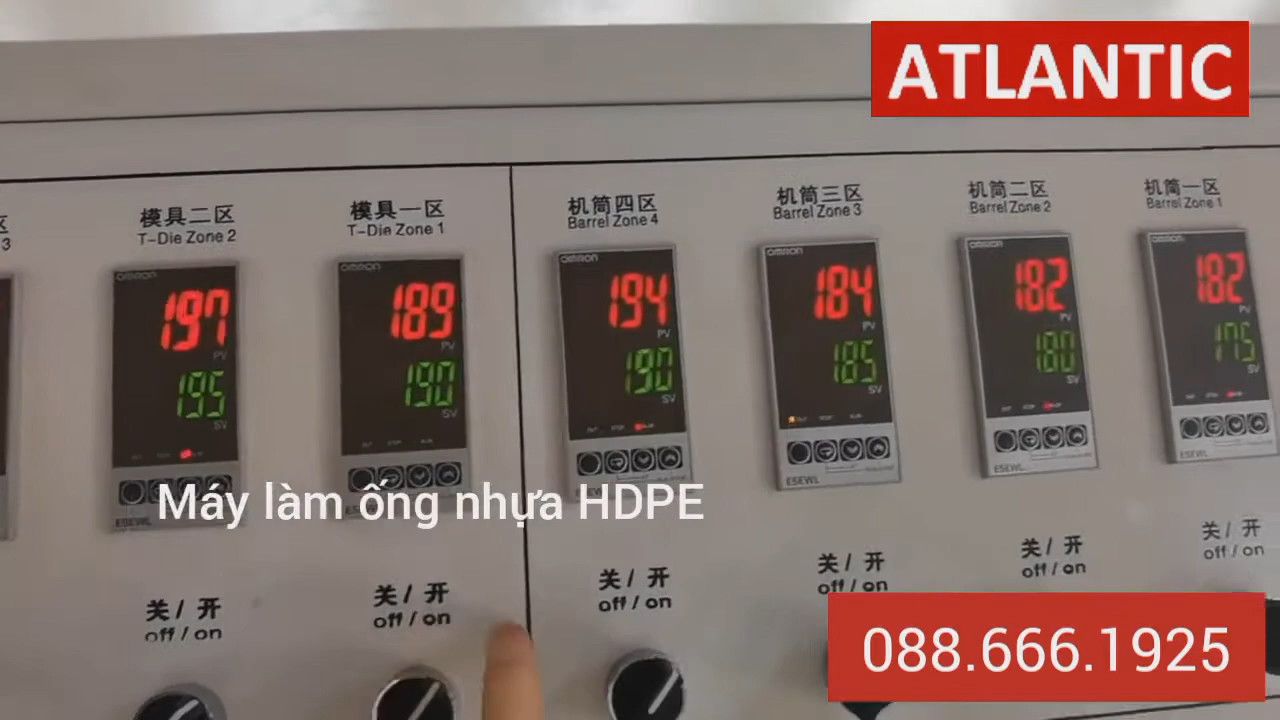 ATLANTIC
区
3
模具二区
T-Die Zone 2
模具一区
T-Die Zone 1
机筒四区
Barrel Zone 4
机筒三区
Barrel Zone 3
机筒二区
Barrel Zone 2
机筒一区
Barrel Zone 1
OMRON
197
PV
195
SV
E5EWL
OMRON
189
PV
190
SV
OMRON
194
PV
190
SV
OMRON
184
PV
185
SV
E5EWL
OMRON
182
PV
180
SV
E5EWL
OMRON
182
PV
175
SV
E5EWL
Máy làm ống nhựa HDPE
关 / 开
off / on
关 / 开
off / on
关 / 开
off / on
关 / 开
off / on
关 / 开
off / on
关 / 开
off / on
088.666.1925